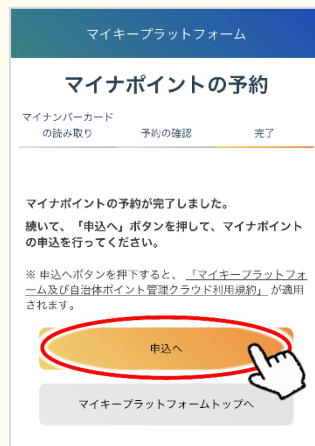 マイキープラットフォーム
マイナポイントの予約
マイナンバーカード
の読み取り
予約の確認
完了
マイナポイントの予約が完了しました。
続いて、「申込へ」ボタンを押して、マイナポイント
の申込を行ってください。
※ 申込へボタンを押下すると、「マイキープラットフォ
ーム及び自治体ポイント管理クラウド利用規約」 が適用
されます。
申込へ
マイキープラットフォームトップへ